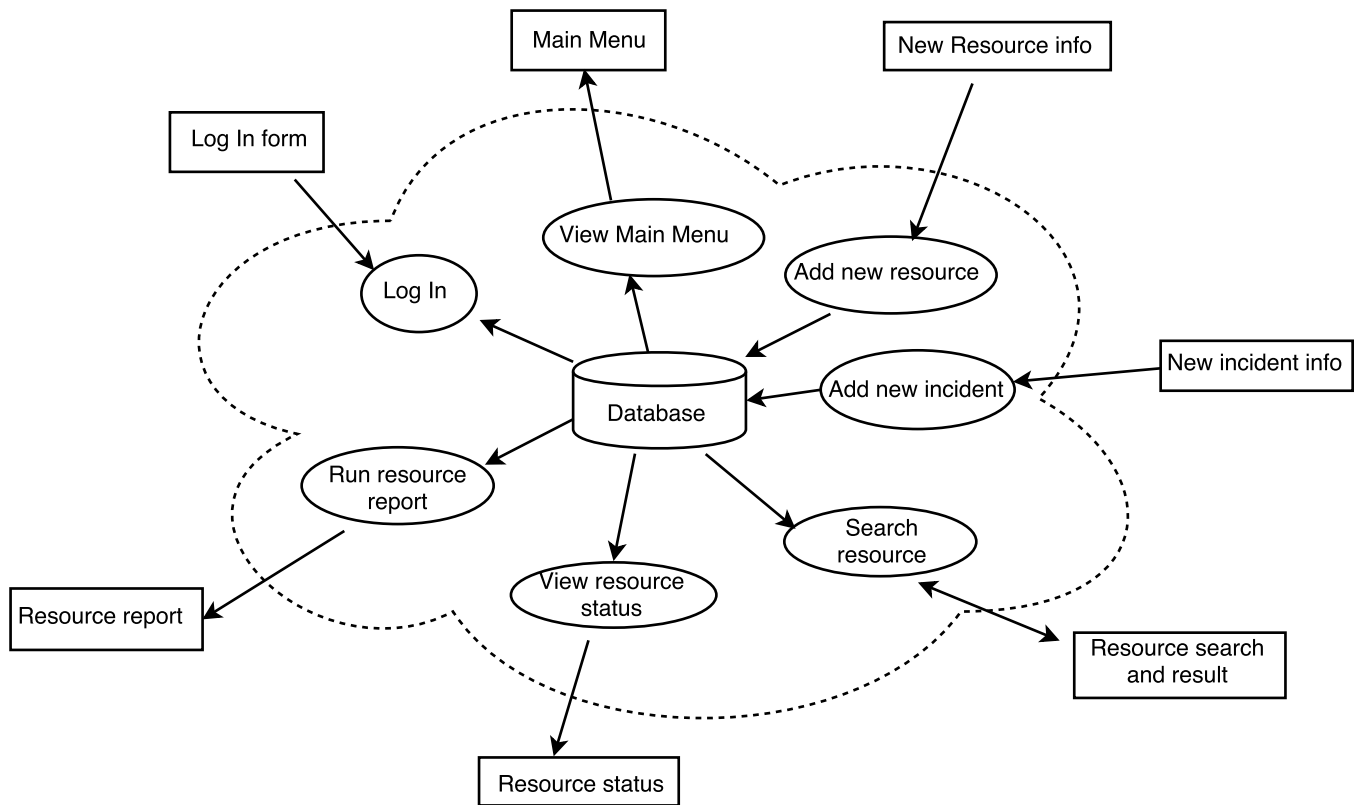 Main Menu
New Resource info
Log In form
View Main Menu
Add new resource
Log In
New incident info
Add new incident
Database
Run resource
report
Search
resource
View resource
status
Resource report
Resource search
and result
Resource status